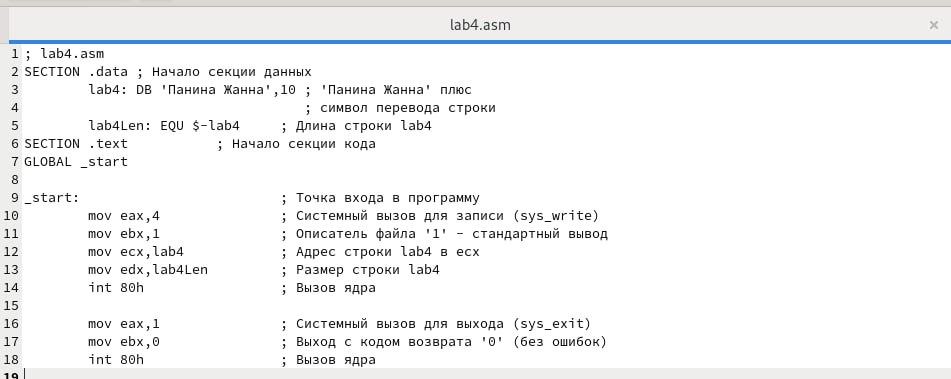 lab4.asm
×
1 ; lab4.asm
2 SECTION .data ; Начало секции данных
3         lab4: DB 'Панина Жанна',10 ; 'Панина Жанна' плюс
4                                    ; символ перевода строки
5         lab4Len: EQU $-lab4     ; Длина строки lab4
6 SECTION .text           ; Начало секции кода
7 GLOBAL _start
8
9 _start:                         ; Точка входа в программу
10         mov eax,4               ; Системный вызов для записи (sys_write)
11         mov ebx,1               ; Описатель файла '1' - стандартный вывод
12         mov ecx,lab4            ; Адрес строки lab4 в ecx
13         mov edx,lab4Len         ; Размер строки lab4
14         int 80h                 ; Вызов ядра
15
16         mov eax,1               ; Системный вызов для выхода (sys_exit)
17         mov ebx,0               ; Выход с кодом возврата '0' (без ошибок)
18         int 80h                 ; Вызов ядра
19